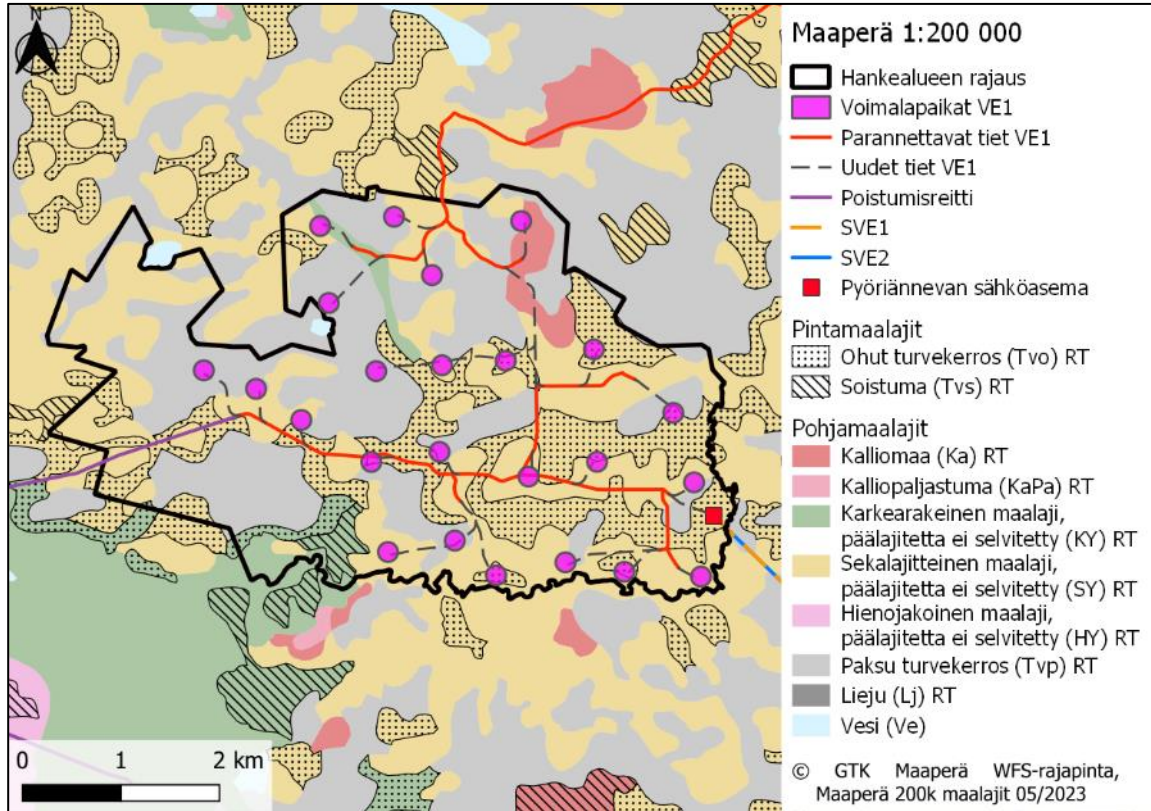 N
0 1 2 km
Maaperä 1:200 000
Hankealueen rajaus
Voimalapaikat VE1
Parannettavat tiet VE1
Uudet tiet VE1
Poistumisreitti
SVE1
SVE2
Pyöriännevan sähköasema
Pintamaalajit
Ohut turvekerros (Tvo) RT
Soistuma (Tvs) RT
Pohjamaalajit
Kalliomaa (Ka) RT
Kalliopaljastuma (KaPa) RT
Karkearakeinen maalaji,
päälajitetta ei selvitetty (KY) RT
Sekalajitteinen maalaji,
päälajitetta ei selvitetty (SY) RT
Hienojakoinen maalaji,
päälajitetta ei selvitetty (HY) RT
Paksu turvekerros (Tvp) RT
Lieju (Lj) RT
Vesi (Ve)
© GTK Maaperä WFS-rajapinta,
Maaperä 200k maalajit 05/2023